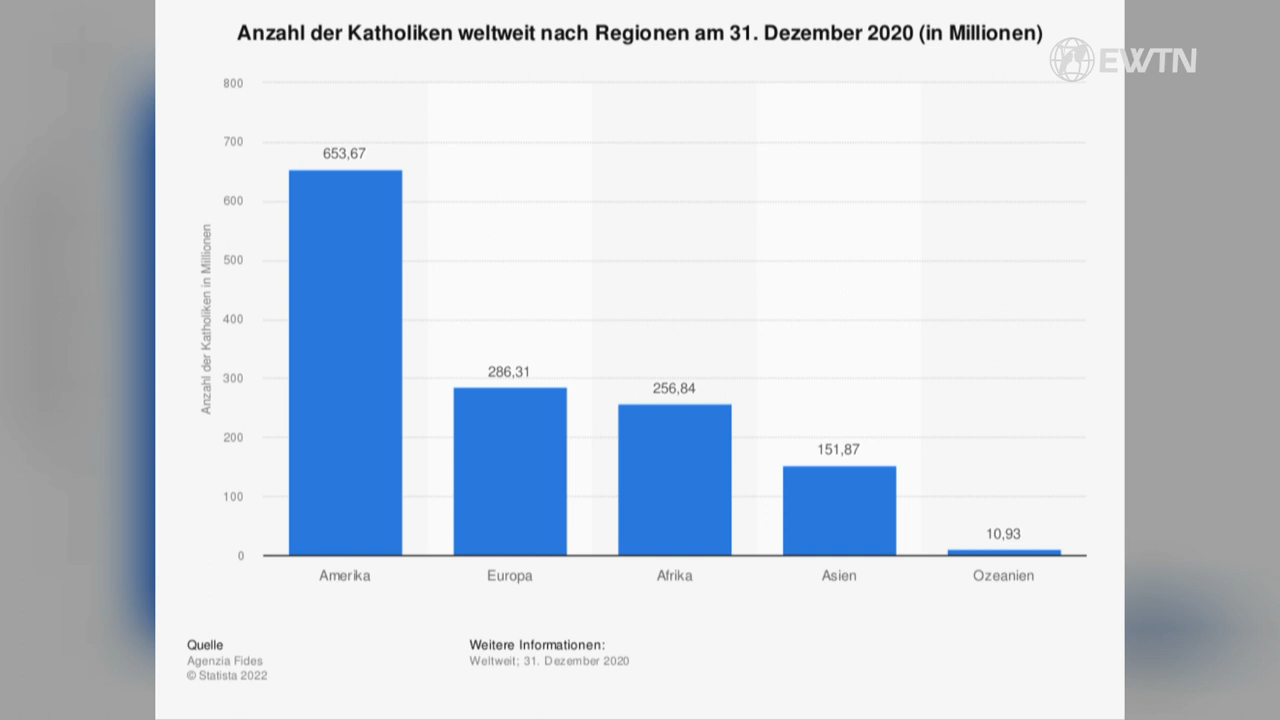 Anzahl der Katholiken weltweit nach Regionen am 31. Dezember 2020 (in Millionen)
EWTN
Anzahl der Katholiken in Millionen
800
700
600
500
400
300
200
100
0
653,67
286,31
256,84
151,87
10,93
Amerika
Europa
Afrika
Asien
Ozeanien
Quelle
Agenzia Fides
© Statista 2022
Weitere Informationen:
Weltweit; 31. Dezember 2020